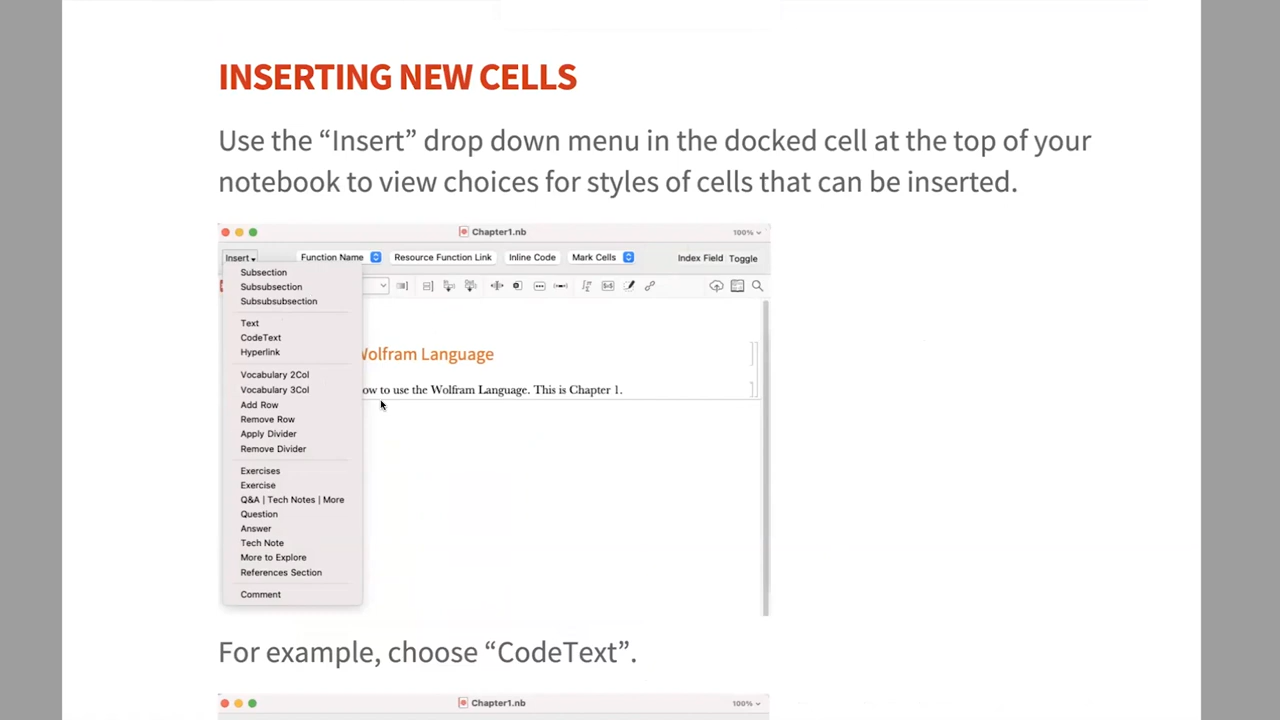 INSERTING NEW CELLS
Use the “Insert” drop down menu in the docked cell at the top of your
notebook to view choices for styles of cells that can be inserted.
Chapter1.nb 100%
Insert Function Name Resource Function Link Inline Code Mark Cells Index Field Toggle
Subsection
Subsubsection
Subsubsubsection
Text
CodeText
Hyperlink
Wolfram Language
Vocabulary 2Col
Vocabulary 3Col
ow to use the Wolfram Language. This is Chapter 1.
Add Row
Remove Row
Apply Divider
Remove Divider
Exercises
Exercise
Q&A | Tech Notes | More
Question
Answer
Tech Note
More to Explore
References Section
Comment
For example, choose “CodeText”.
Chapter1.nb 100%